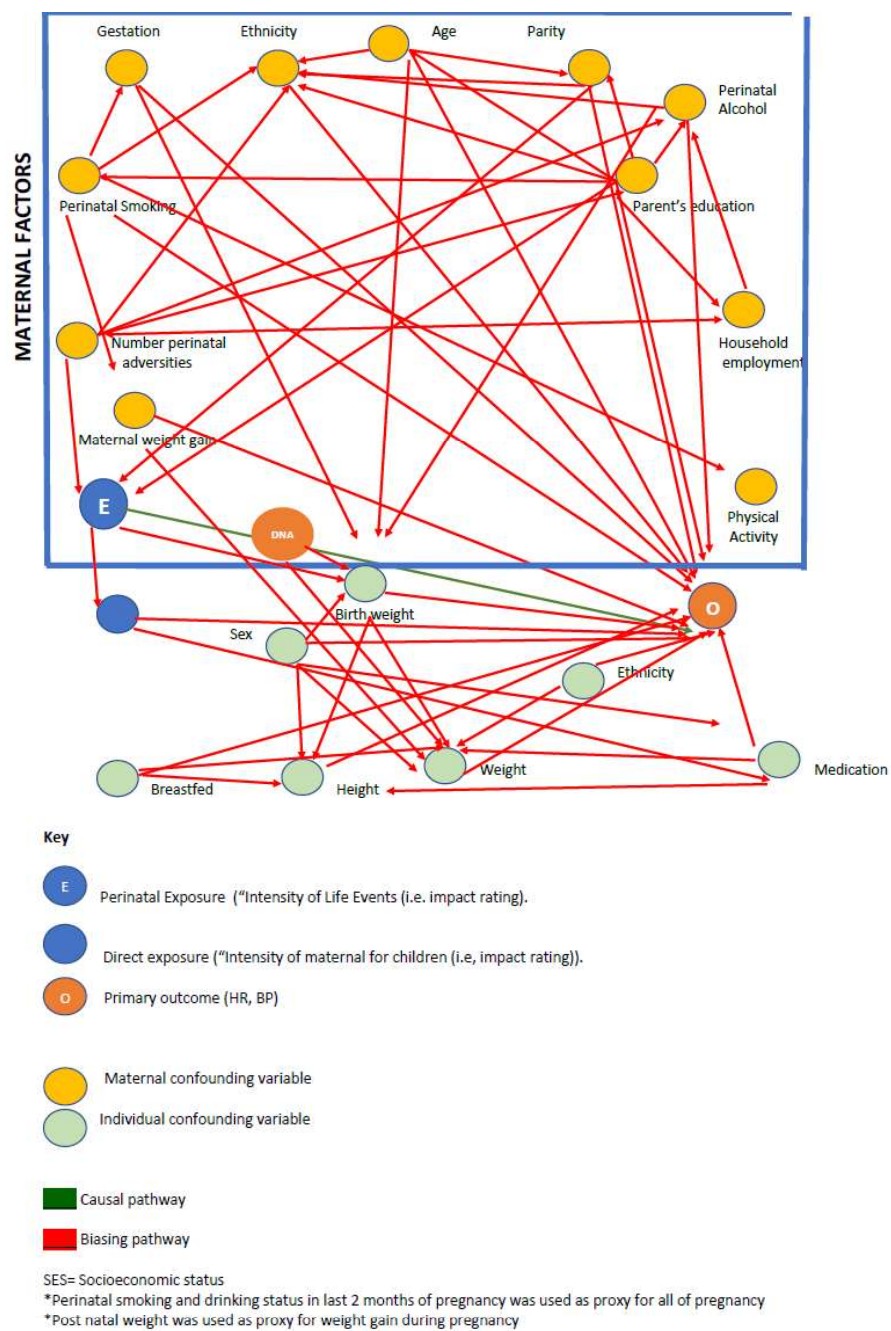 Gestation
Ethnicity
Age
Parity
Perinatal
Alcohol
MATERNAL FACTORS
Perinatal Smoking
Parent's education
Number perinatal
adversities
Household
employment
Maternal weight gain
E
DNA
Physical
Activity
O
Birth weight
Sex
Ethnicity
Weight
Medication
Breastfed
Height
Key
E
Perinatal Exposure ("Intensity of Life Events (i.e. impact rating).
Direct exposure ("Intensity of maternal for children (i.e, impact rating)).
O
Primary outcome (HR, BP)
Maternal confounding variable
Individual confounding variable
Causal pathway
Biasing pathway
SES= Socioeconomic status
*Perinatal smoking and drinking status in last 2 months of pregnancy was used as proxy for all of pregnancy
*Post natal weight was used as proxy for weight gain during pregnancy